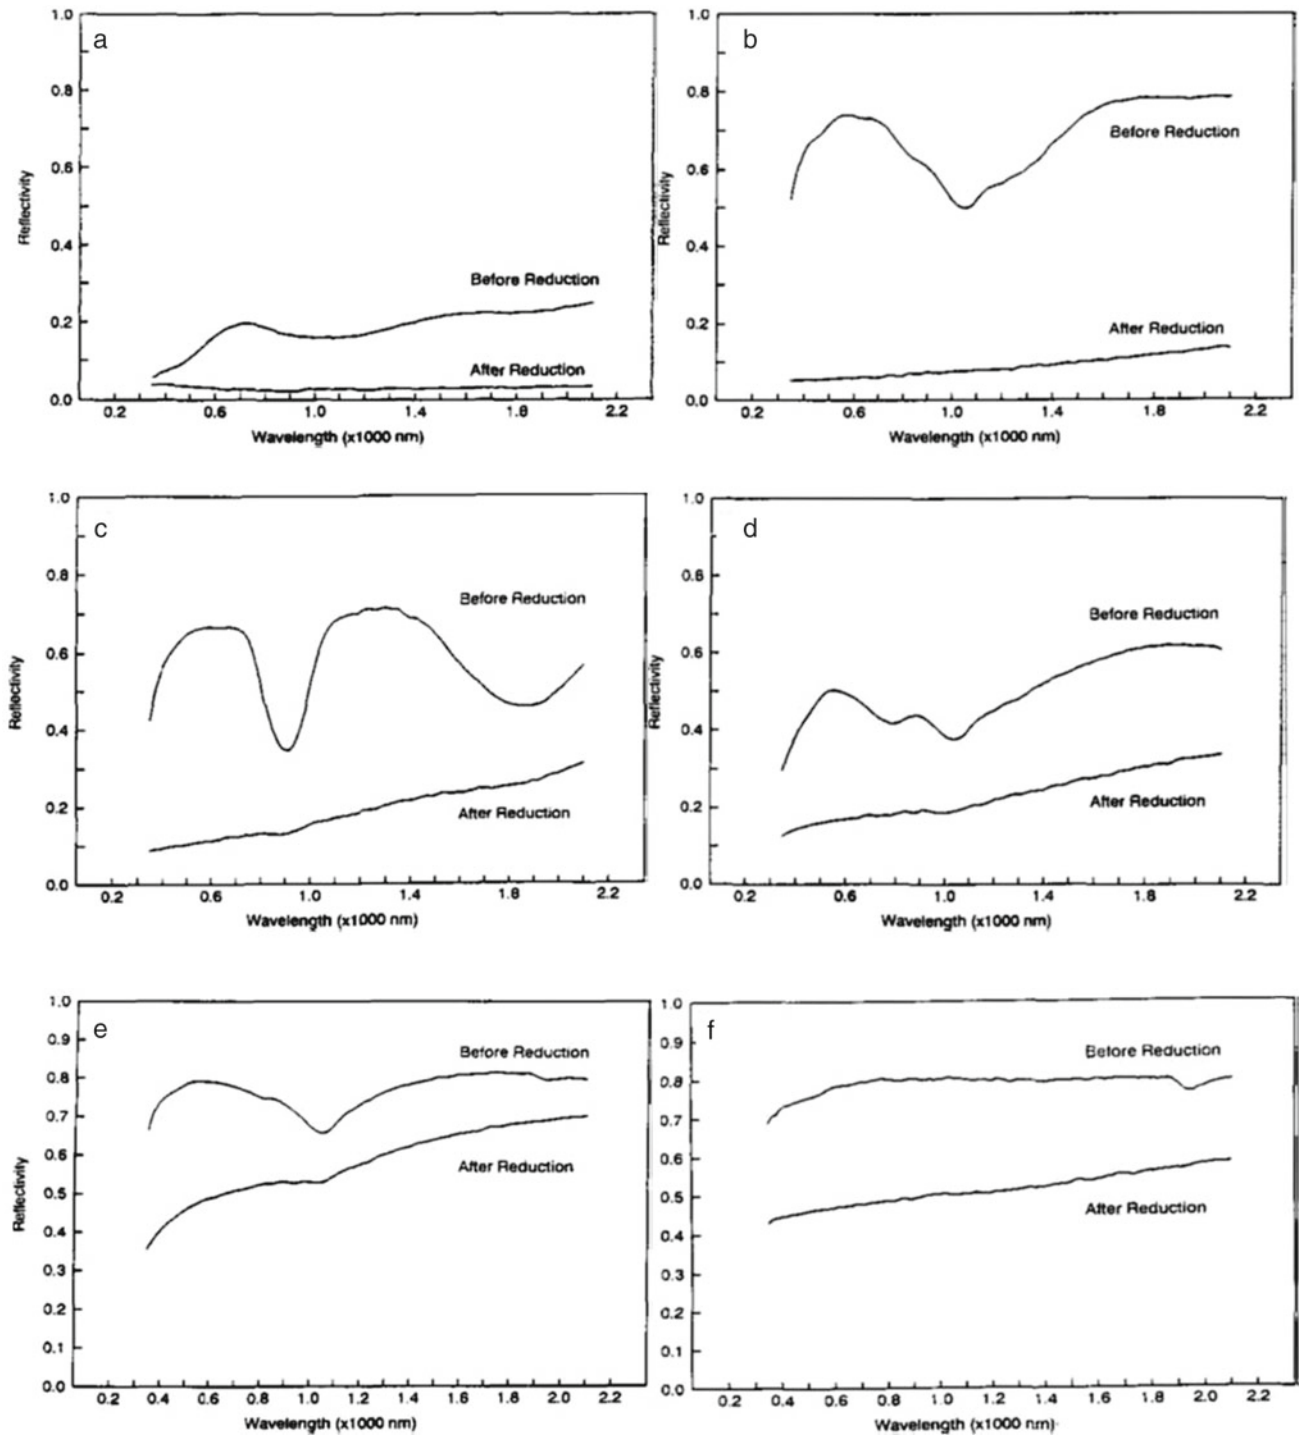 a
1.0
0.8
0.6
0.4
0.2
0.0
Reflectivity
Before Reduction
After Reduction
0.2 0.6 1.0 1.4 1.8 2.2
Wavelength (x1000 nm)
b
1.0
0.8
0.6
0.4
0.2
0.0
Reflectivity
Before Reduction
After Reduction
0.2 0.6 1.0 1.4 1.8 2.2
Wavelength (x1000 nm)
c
1.0
0.8
0.6
0.4
0.2
0.0
Reflectivity
Before Reduction
After Reduction
0.2 0.6 1.0 1.4 1.8 2.2
Wavelength (x1000 nm)
d
1.0
0.8
0.6
0.4
0.2
0.0
Reflectivity
Before Reduction
After Reduction
0.2 0.6 1.0 1.4 1.8 2.2
Wavelength (x1000 nm)
e
1.0
0.9
0.8
0.7
0.6
0.5
0.4
0.3
0.2
0.1
0.0
Reflectivity
Before Reduction
After Reduction
0.2 0.4 0.6 0.8 1.0 1.2 1.4 1.6 1.8 2.0 2.2
Wavelength (x1000 nm)
f
1.0
0.9
0.8
0.7
0.6
0.5
0.4
0.3
0.2
0.1
0.0
Before Reduction
After Reduction
0.2 0.4 0.6 0.8 1.0 1.2 1.4 1.6 1.8 2.0 2.2
Wavelength (x1000 nm)